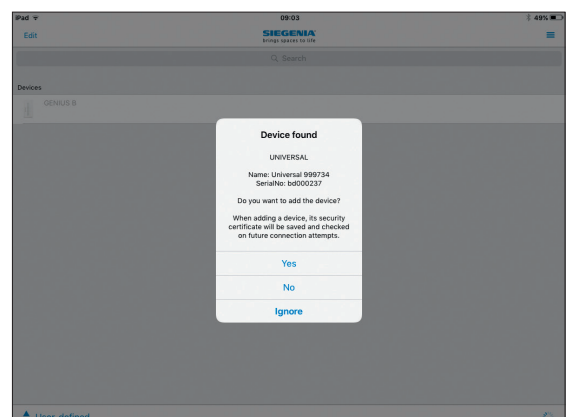 iPad 09:03 49%
Edit SIEGENIA
Brings spaces to life
Search
Devices
GENIUS B
Device found
UNIVERSAL
Name: Universal 999734
SerialNo: bd000237
Do you want to add the device?
When adding a device, its security
certificate will be saved and checked
on future connection attempts.
Yes
No
Ignore
User-defined